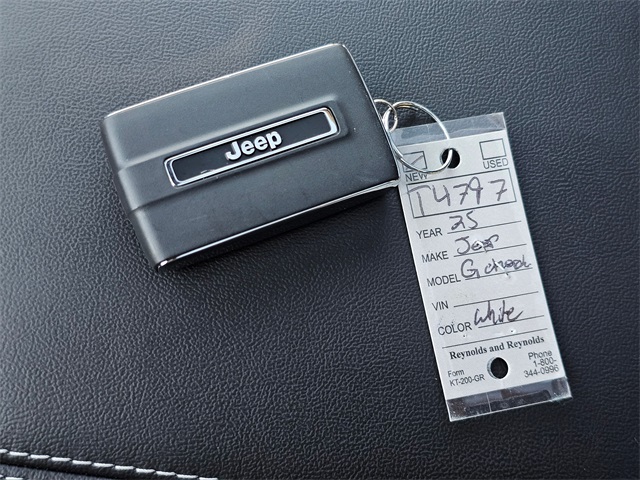 Jeep
NEW USED
T4797
YEAR 25
MAKE Jeep
MODEL G
VIN
COLOR white
Reynolds and Reynolds
Form Phone
KT-200-GR 1-800-
344-0996